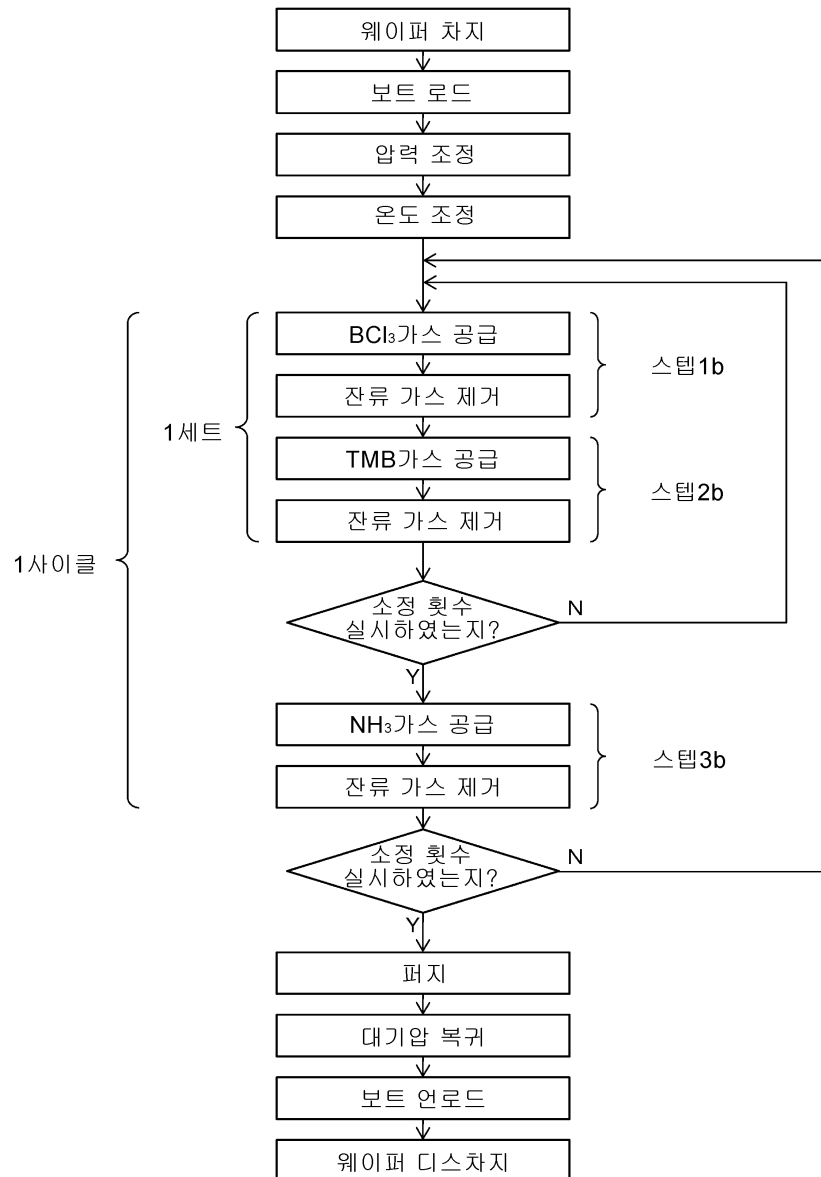 웨이퍼 차지
보트 로드
압력 조정
온도 조정
BCl₃가스 공급
스텝1b
잔류 가스 제거
1세트
TMB가스 공급
스텝2b
잔류 가스 제거
1사이클
소정 횟수
실시하였는지?
N
Y
NH₃가스 공급
스텝3b
잔류 가스 제거
소정 횟수
실시하였는지?
N
Y
퍼지
대기압 복귀
보트 언로드
웨이퍼 디스차지